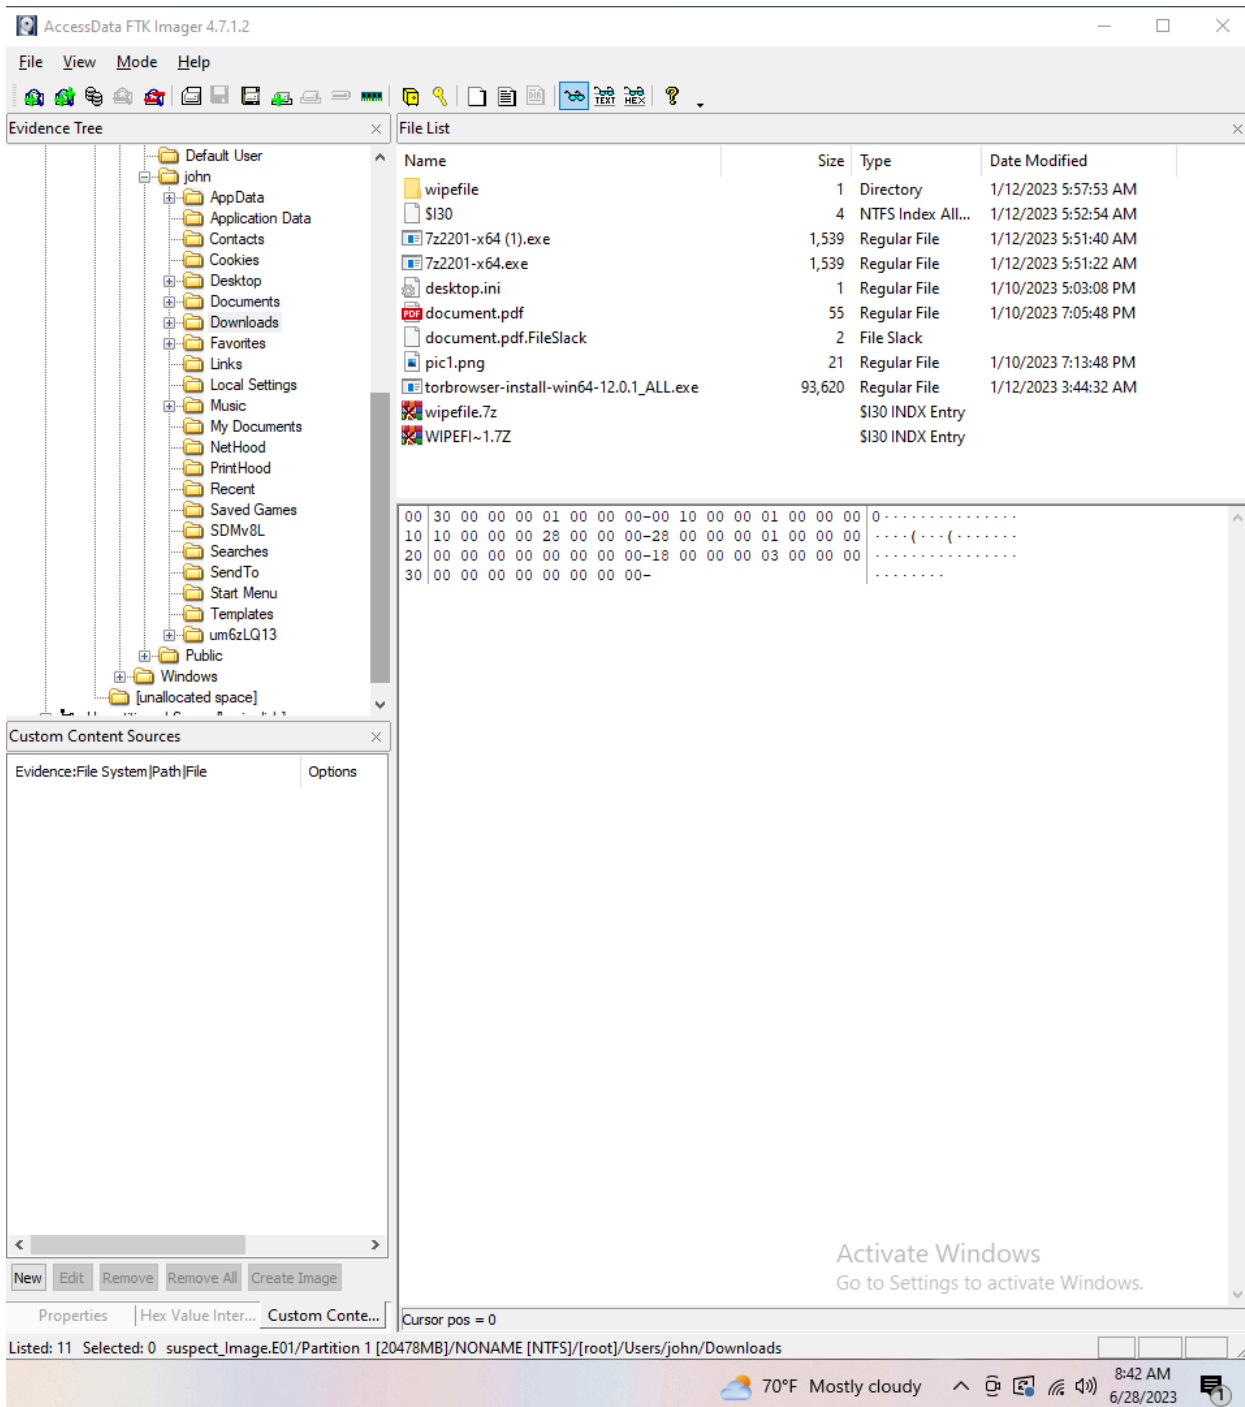 AccessData FTK Imager 4.7.1.2
File View Mode Help
Evidence Tree
Default User
john
AppData
Application Data
Contacts
Cookies
Desktop
Documents
Downloads
Favorites
Links
Local Settings
Music
My Documents
NetHood
PrintHood
Recent
Saved Games
SDMv8L
Searches
SendTo
Start Menu
Templates
um6zLQ13
Public
Windows
[unallocated space]
File List
Name Size Type Date Modified
wipefile 1 Directory 1/12/2023 5:57:53 AM
$I30 4 NTFS Index All... 1/12/2023 5:52:54 AM
7z2201-x64 (1).exe 1,539 Regular File 1/12/2023 5:51:40 AM
7z2201-x64.exe 1,539 Regular File 1/12/2023 5:51:22 AM
desktop.ini 1 Regular File 1/10/2023 5:03:08 PM
document.pdf 55 Regular File 1/10/2023 7:05:48 PM
document.pdf.FileSlack 2 File Slack
pic1.png 21 Regular File 1/10/2023 7:13:48 PM
torbrowser-install-win64-12.0.1_ALL.exe 93,620 Regular File 1/12/2023 3:44:32 AM
wipefile.7z $I30 INDX Entry
WIPEFI~1.7Z $I30 INDX Entry
00 30 00 00 00 01 00 00 00-00 10 00 00 01 00 00 00 0···············
10 10 00 00 00 28 00 00 00-28 00 00 00 01 00 00 00 ····(···(·······
20 00 00 00 00 00 00 00 00-18 00 00 00 03 00 00 00 ················
30 00 00 00 00 00 00 00 00- ········
Custom Content Sources
Evidence:File System|Path|File Options
New Edit Remove Remove All Create Image
Properties Hex Value Inter... Custom Conte...
Activate Windows
Go to Settings to activate Windows.
Cursor pos = 0
Listed: 11 Selected: 0 suspect_Image.E01/Partition 1 [20478MB]/NONAME [NTFS]/[root]/Users/john/Downloads
70°F Mostly cloudy
8:42 AM
6/28/2023
1